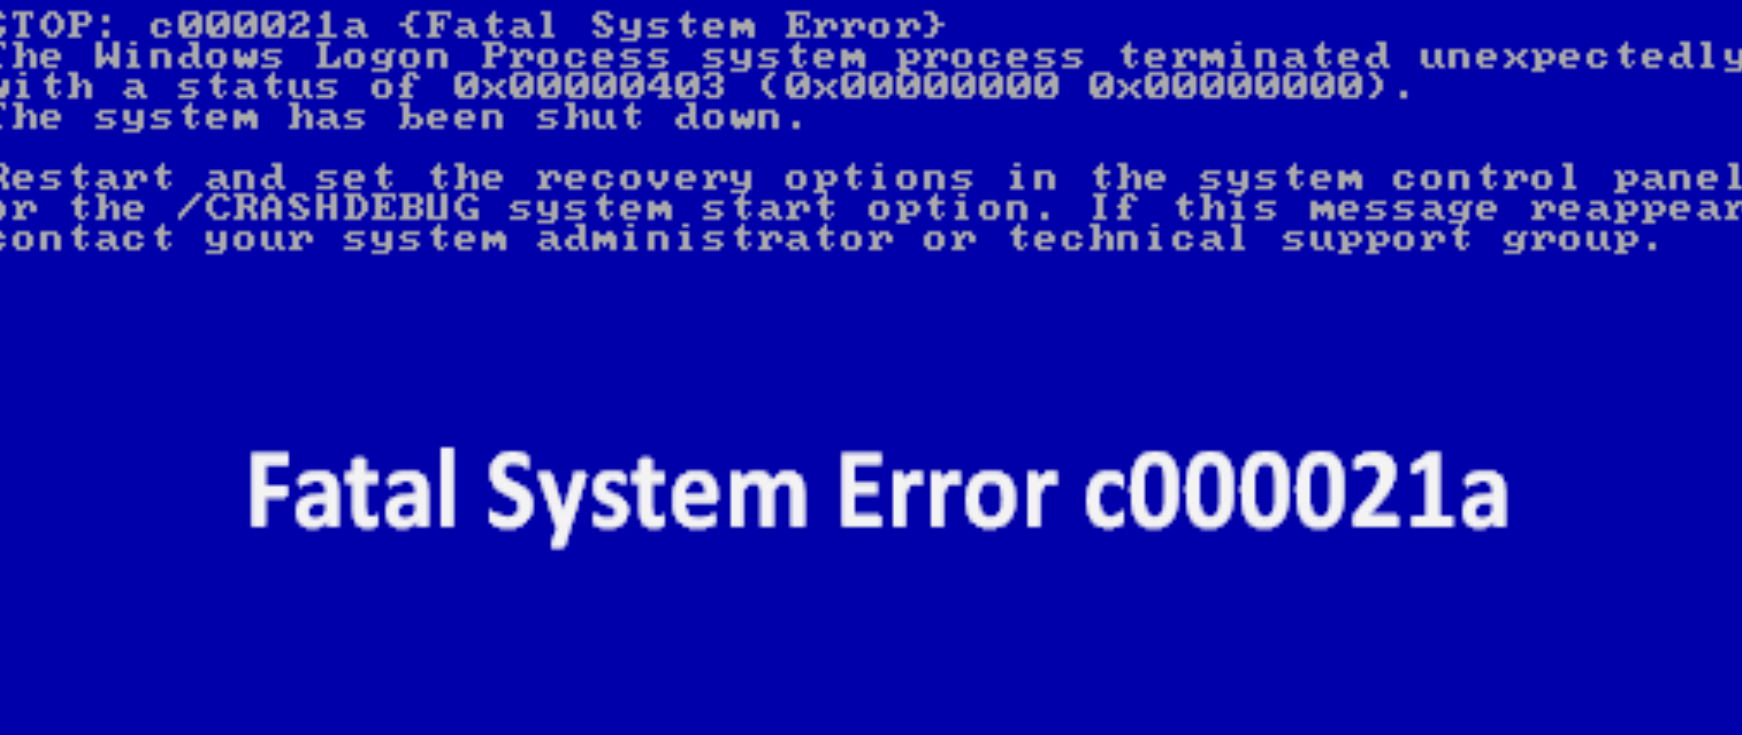 STOP: c000021a {Fatal System Error}
The Windows Logon Process system process terminated unexpectedly
with a status of 0x00000403 (0x00000000 0x00000000).
The system has been shut down.
Restart and set the recovery options in the system control panel
or the /CRASHDEBUG system start option. If this message reappear
contact your system administrator or technical support group.
Fatal System Error c000021a